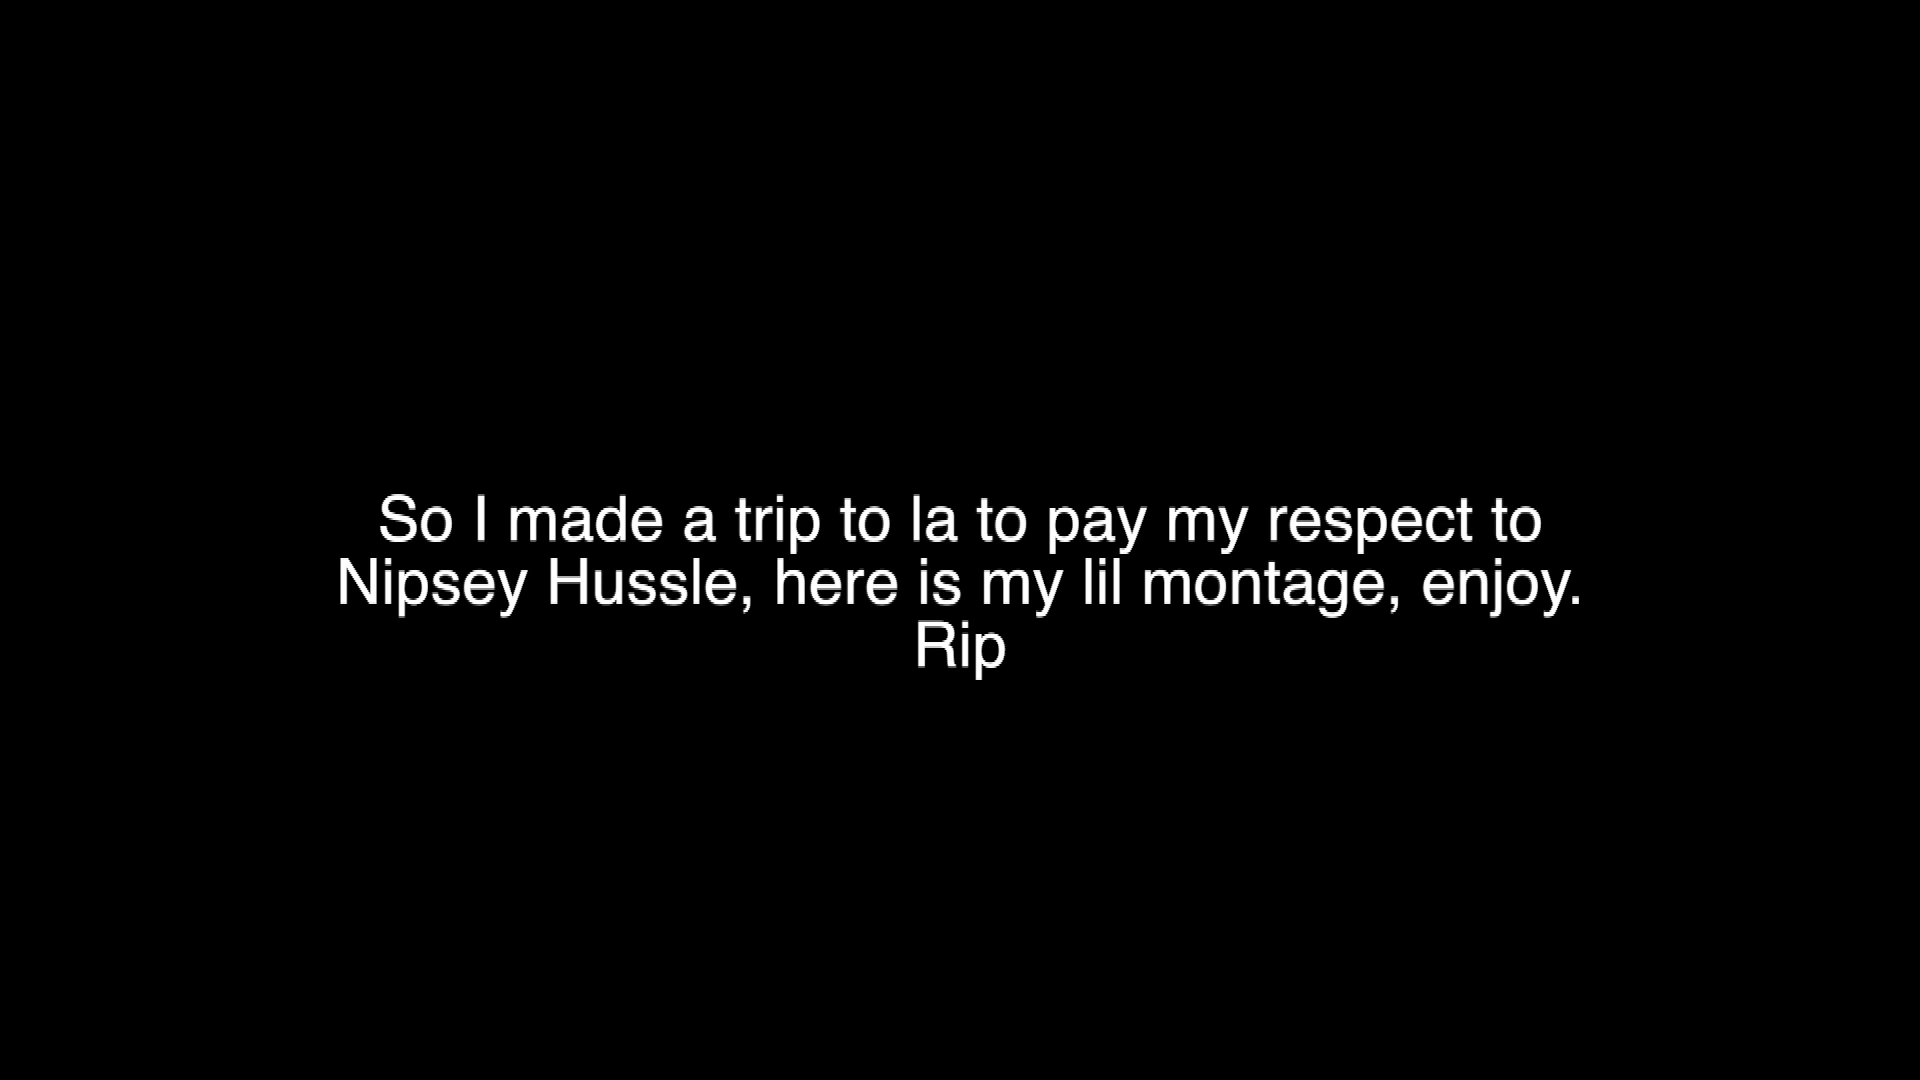 So I made a trip to la to pay my respect to
Nipsey Hussle, here is my lil montage, enjoy.
Rip